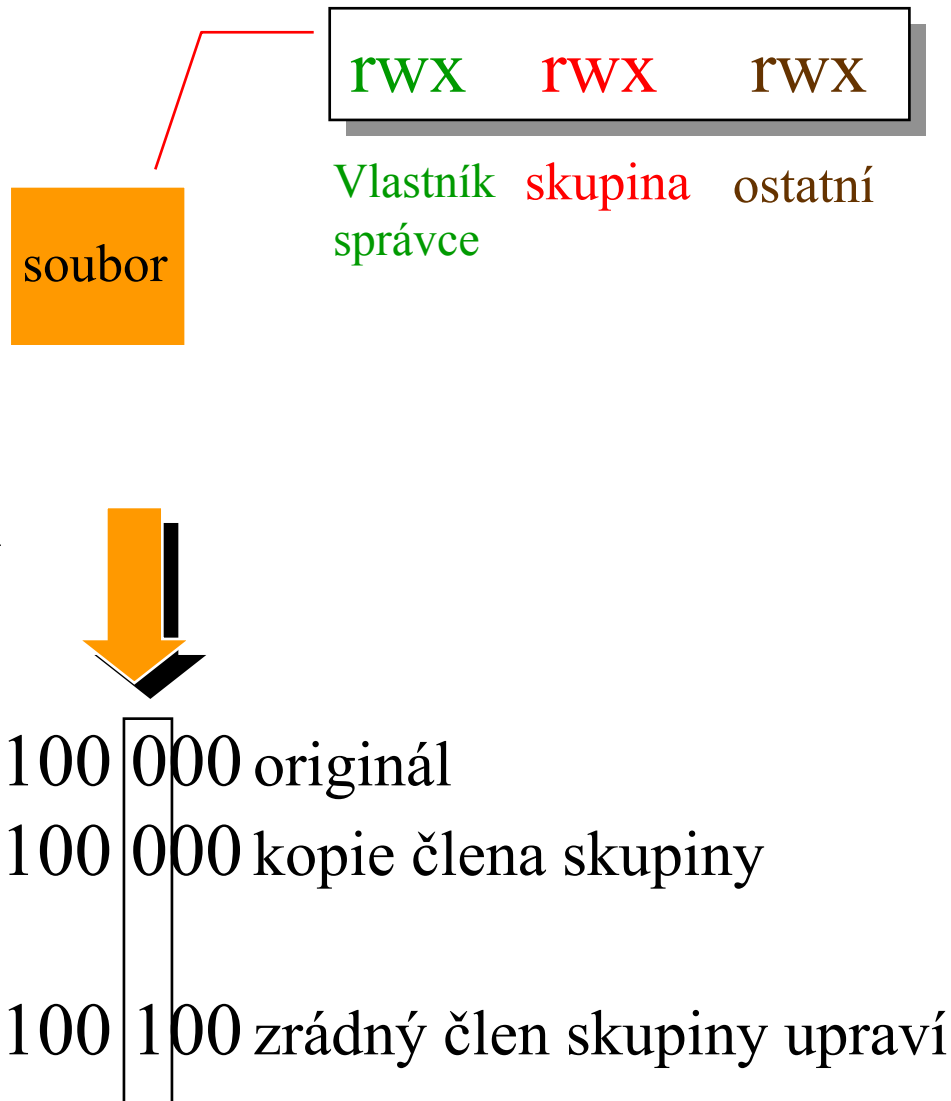 rwx rwx rwx
Vlastník skupina ostatní
správce
soubor
100 000 originál
100 000 kopie člena skupiny
100 100 zrádný člen skupiny upraví